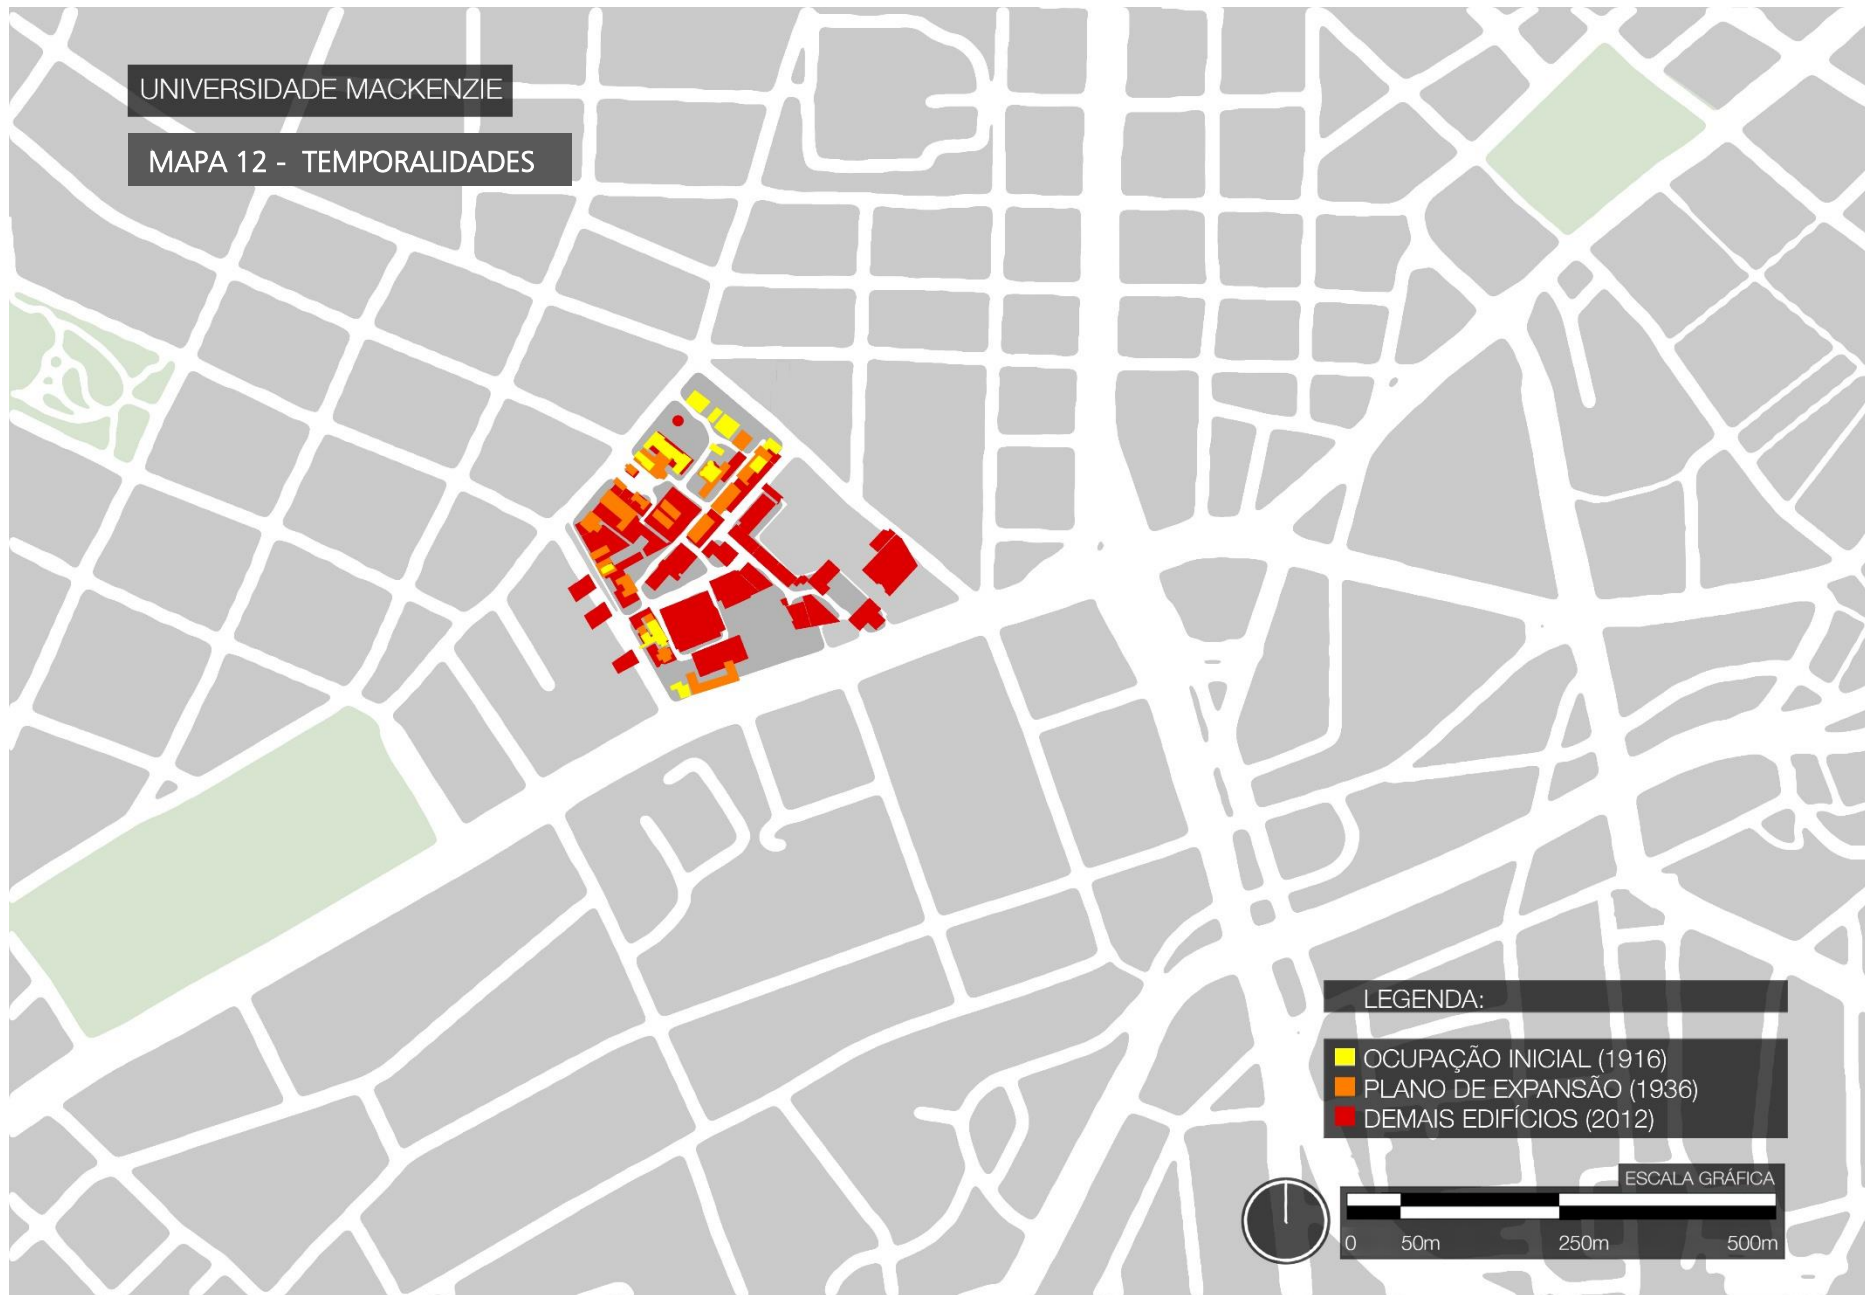 UNIVERSIDADE MACKENZIE
MAPA 12 - TEMPORALIDADES
LEGENDA:
OCUPAÇÃO INICIAL (1916)
PLANO DE EXPANSÃO (1936)
DEMAIS EDIFÍCIOS (2012)
ESCALA GRÁFICA
0 50m 250m 500m